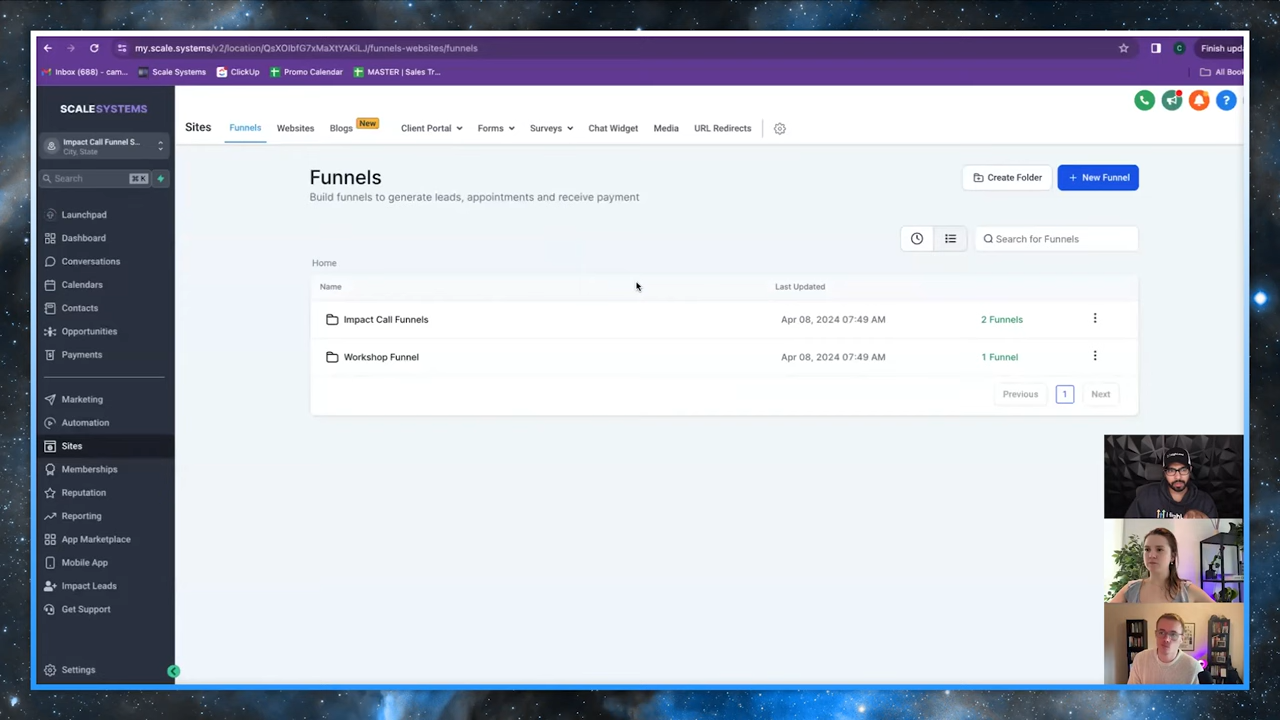 my.scale.systems/v2/location/QsXOlbfG7xMaXtYAKiLJ/funnels-websites/funnels
C
Finish upda
Inbox (688) - cam...
Scale Systems
ClickUp
Promo Calendar
MASTER | Sales Tr...
All Book
SCALESYSTEMS
Impact Call Funnel S...
City, State
Search
⌘K
Launchpad
Dashboard
Conversations
Calendars
Contacts
Opportunities
Payments
Marketing
Automation
Sites
Memberships
Reputation
Reporting
App Marketplace
Mobile App
Impact Leads
Get Support
Settings
Sites
Funnels
Websites
Blogs
New
Client Portal
Forms
Surveys
Chat Widget
Media
URL Redirects
Funnels
Build funnels to generate leads, appointments and receive payment
Create Folder
+ New Funnel
Search for Funnels
Home
Name
Last Updated
Impact Call Funnels
Apr 08, 2024 07:49 AM
2 Funnels
Workshop Funnel
Apr 08, 2024 07:49 AM
1 Funnel
Previous
1
Next